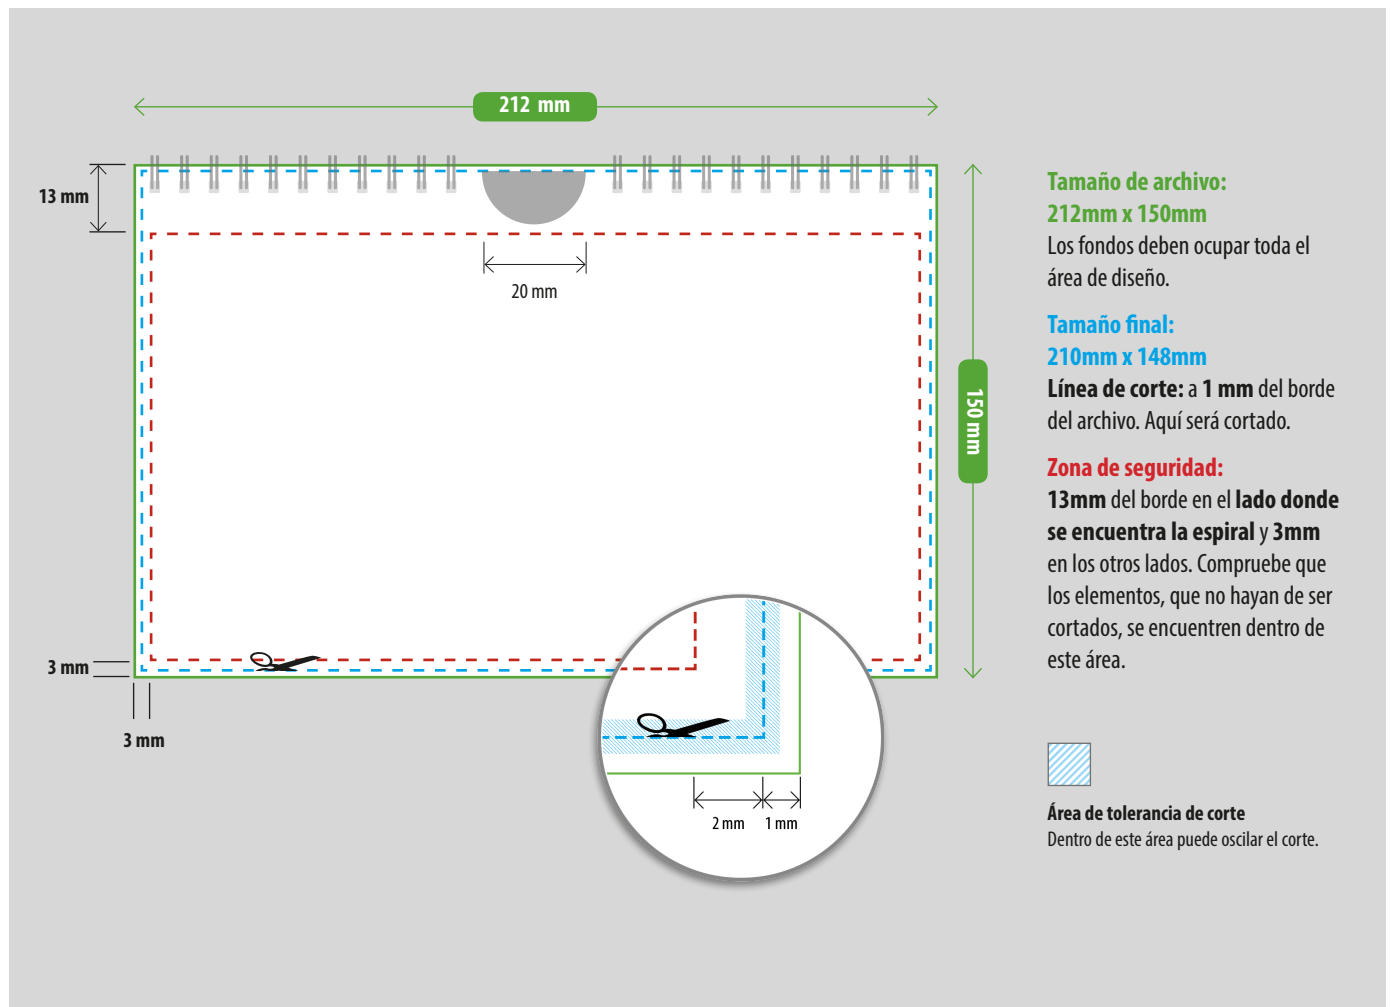 212 mm
13 mm
20 mm
150 mm
3 mm
3 mm
2 mm
1 mm
Tamaño de archivo:
212mm x 150mm
Los fondos deben ocupar toda el
área de diseño.
Tamaño final:
210mm x 148mm
Línea de corte: a 1 mm del borde
del archivo. Aquí será cortado.
Zona de seguridad:
13mm del borde en el lado donde
se encuentra la espiral y 3mm
en los otros lados. Compruebe que
los elementos, que no hayan de ser
cortados, se encuentren dentro de
este área.
Área de tolerancia de corte
Dentro de este área puede oscilar el corte.